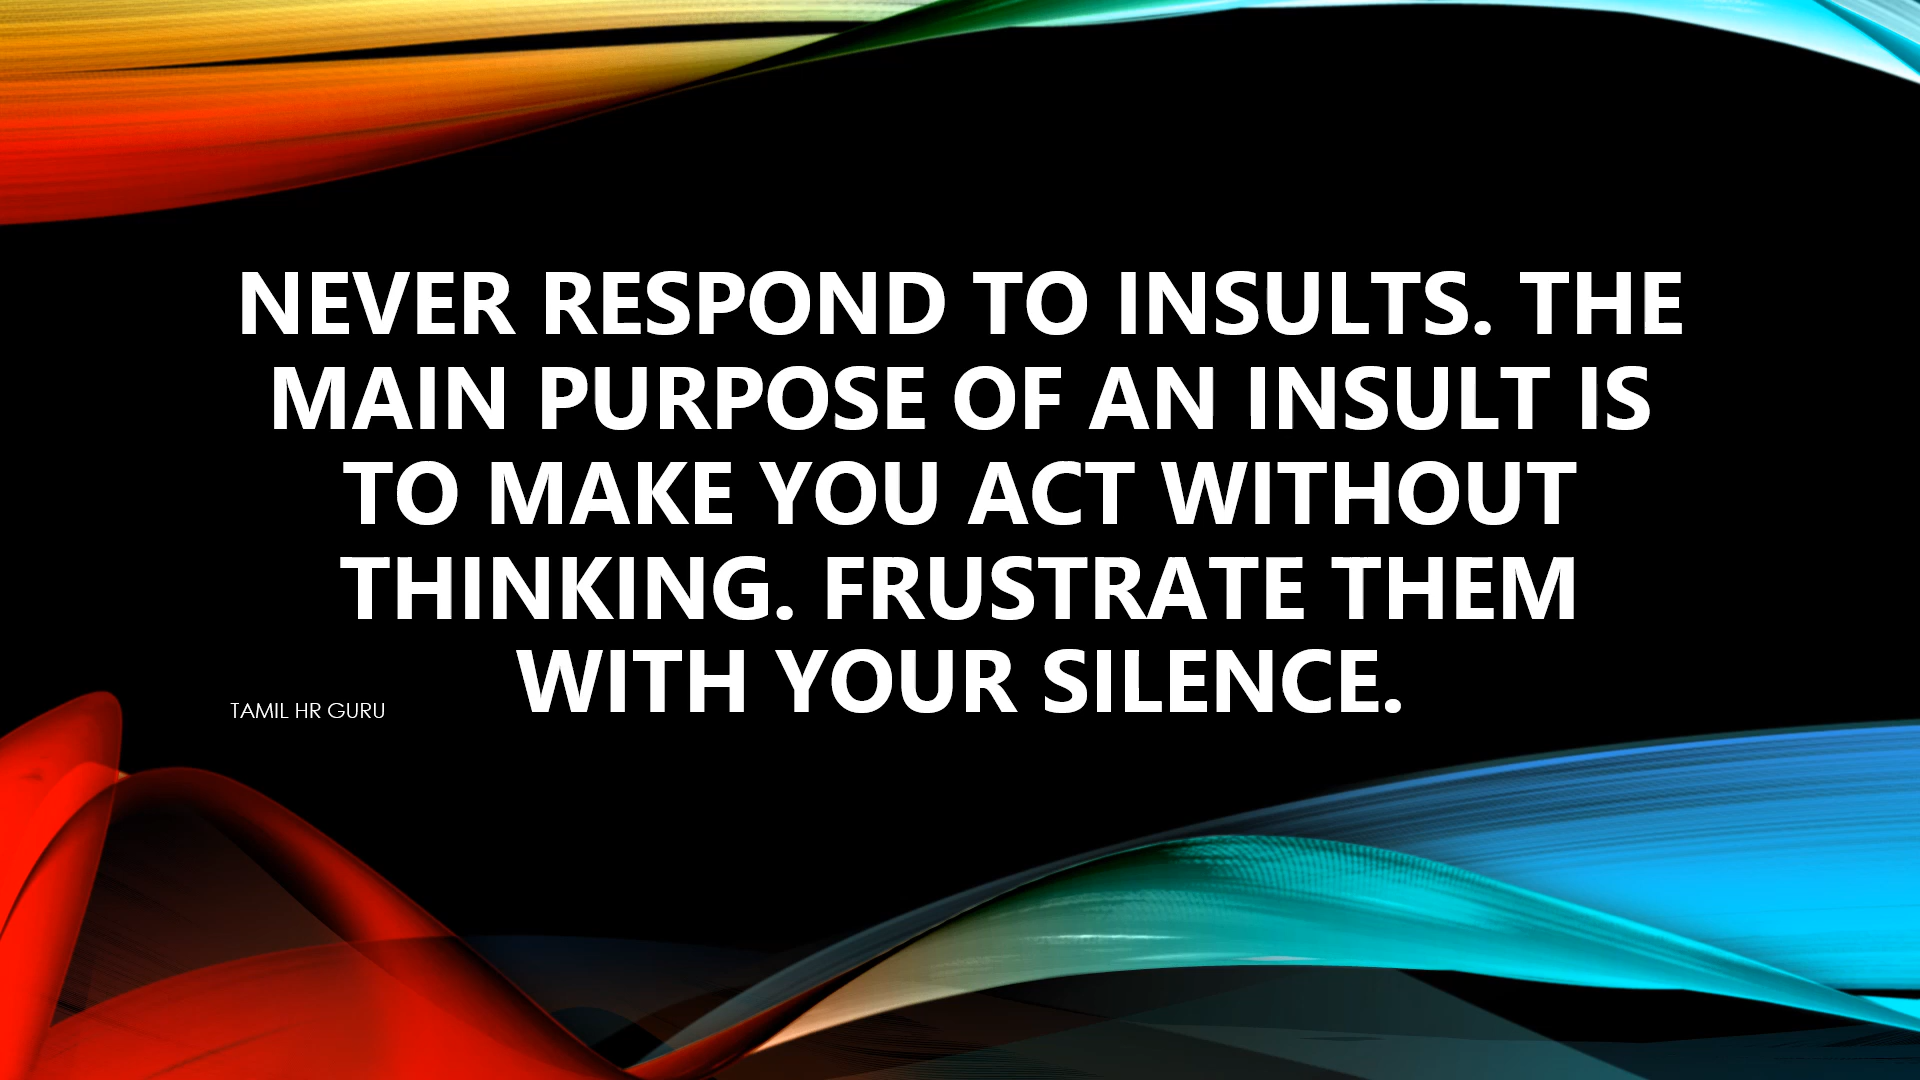 NEVER RESPOND TO INSULTS. THE
MAIN PURPOSE OF AN INSULT IS
TO MAKE YOU ACT WITHOUT
THINKING. FRUSTRATE THEM
WITH YOUR SILENCE.
TAMIL HR GURU